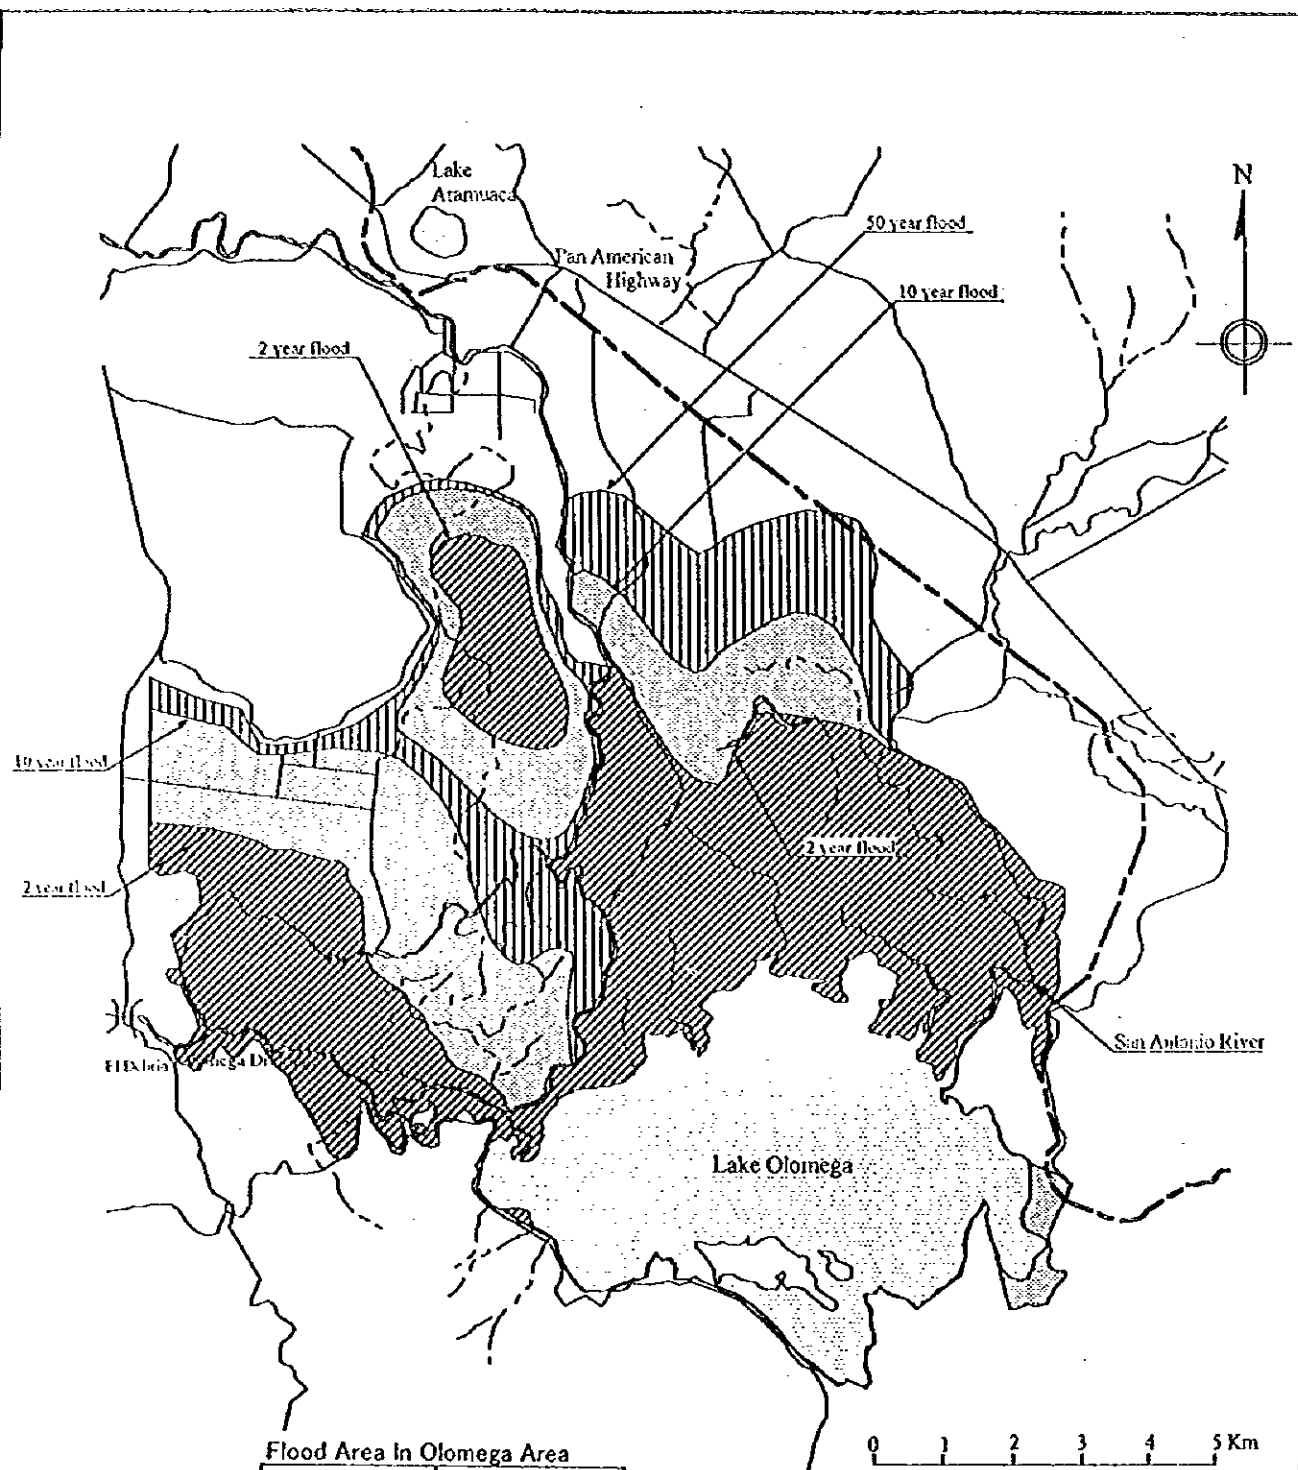 Lake
Aramuaca
N
50 year flood
Pan American
Highway
10 year flood
2 year flood
10 year flood
2 year flood
2 year flood
San Antonio River
Lake Olomega
Flood Area In Olomega Area
0 1 2 3 4 5 Km